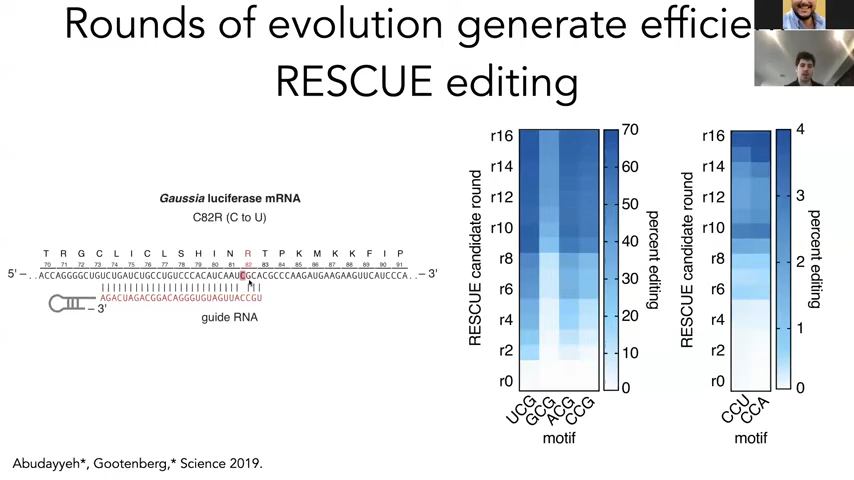 Rounds of evolution generate efficie
RESCUE editing
Gaussia luciferase mRNA
C82R (C to U)
T R G C L I C L S H I N R T P K M K K F I P
70 71 72 73 74 75 76 77 78 79 80 81 82 83 84 85 86 87 88 89 90 91
5' – ..ACCAGGGGCUGUCUGAUCUGCCUGUCCCACAUCAAUCGCACGCCCAAGAUGAAGAAGUUCAUCCCA..– 3'
– 3' AGACUAGACGGACAGGGUGUAGUUACCGU
guide RNA
RESCUE candidate round
r16
r14
r12
r10
r8
r6
r4
r2
r0
UCG GCG ACG CCG
motif
70
60
50
40
30
20
10
0
percent editing
RESCUE candidate round
r16
r14
r12
r10
r8
r6
r4
r2
r0
CCU CCA
motif
4
3
2
1
0
percent editing
Abudayyeh*, Gootenberg,* Science 2019.